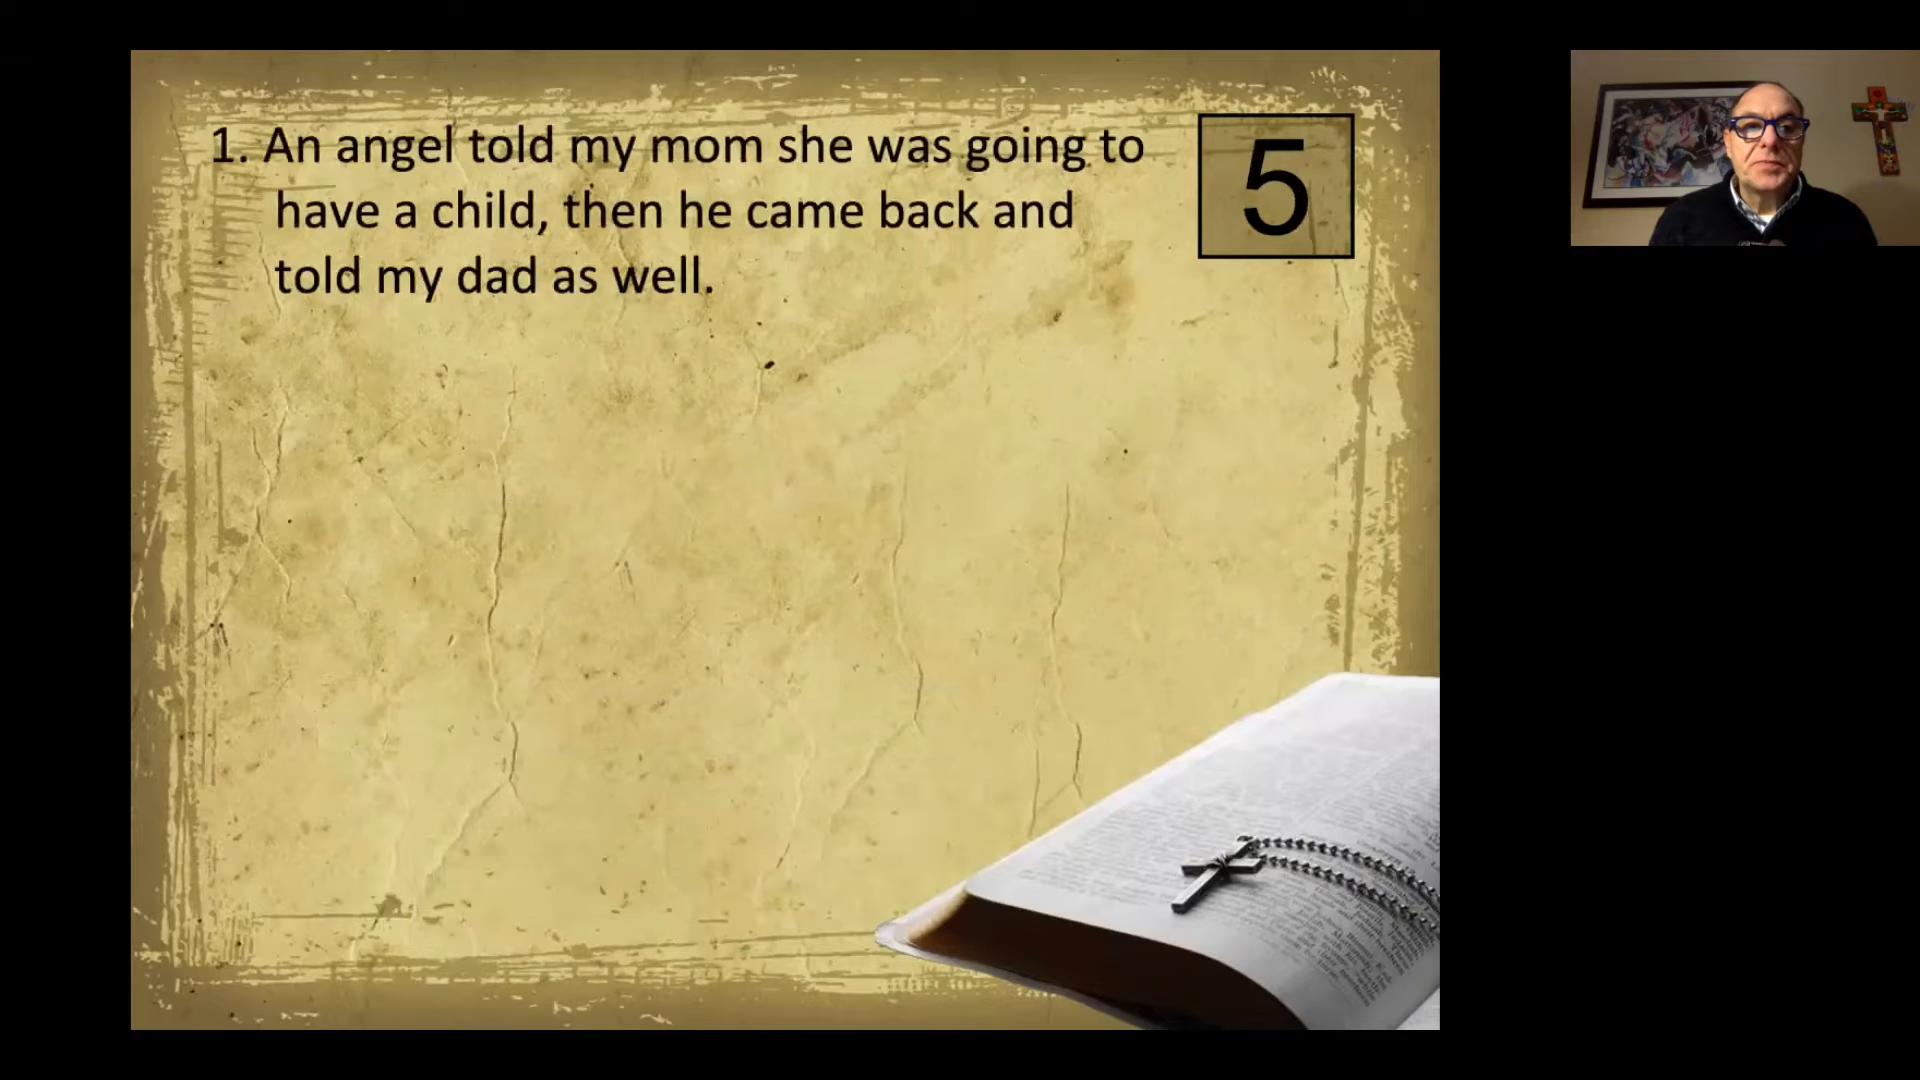 1. An angel told my mom she was going to
have a child, then he came back and
told my dad as well.
5